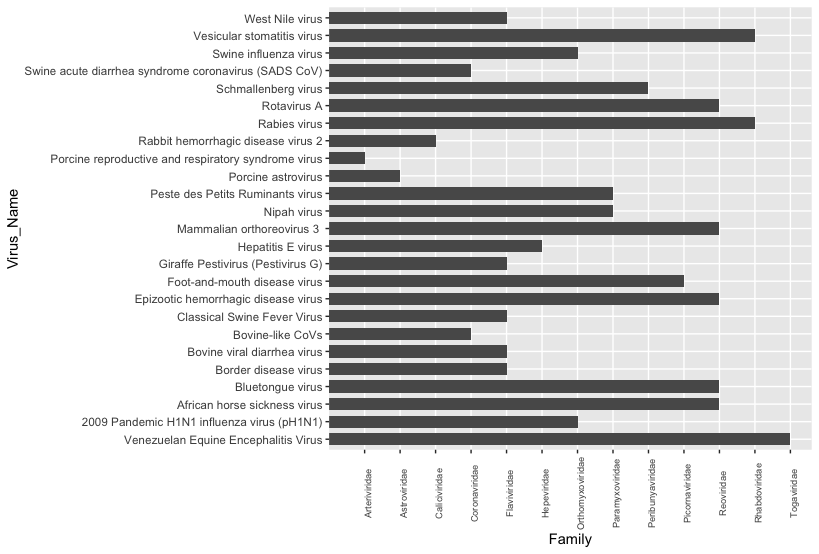 West Nile virus
Vesicular stomatitis virus
Swine influenza virus
Swine acute diarrhea syndrome coronavirus (SADS CoV)
Schmallenberg virus
Rotavirus A
Rabies virus
Rabbit hemorrhagic disease virus 2
Porcine reproductive and respiratory syndrome virus
Porcine astrovirus
Peste des Petits Ruminants virus
Nipah virus
Mammalian orthoreovirus 3
Hepatitis E virus
Giraffe Pestivirus (Pestivirus G)
Foot-and-mouth disease virus
Epizootic hemorrhagic disease virus
Classical Swine Fever Virus
Bovine-like CoVs
Bovine viral diarrhea virus
Border disease virus
Bluetongue virus
African horse sickness virus
2009 Pandemic H1N1 influenza virus (pH1N1)
Venezuelan Equine Encephalitis Virus
Virus_Name
Arteriviridae
Astroviridae
Caliciviridae
Coronaviridae
Flaviviridae
Hepeviridae
Orthomyxoviridae
Paramyxoviridae
Peribunyaviridae
Picornaviridae
Reoviridae
Rhabdoviridae
Togaviridae
Family